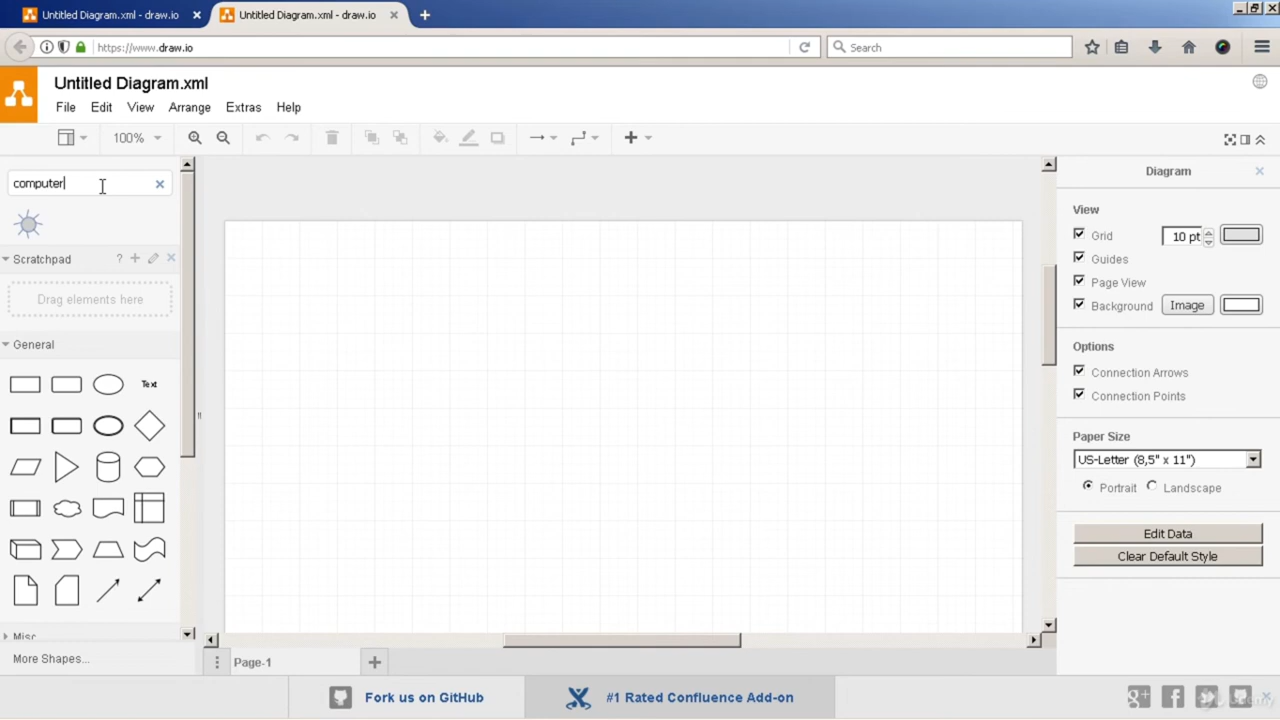 Untitled Diagram.xml - draw.io
Untitled Diagram.xml - draw.io
https://www.draw.io
Search
Untitled Diagram.xml
File Edit View Arrange Extras Help
100%
computer
Scratchpad
?
Drag elements here
General
Text
Misc
More Shapes...
Page-1
Diagram
View
Grid
10 pt
Guides
Page View
Background
Image
Options
Connection Arrows
Connection Points
Paper Size
US-Letter (8,5" x 11")
Portrait
Landscape
Edit Data
Clear Default Style
Fork us on GitHub
#1 Rated Confluence Add-on
Udemy